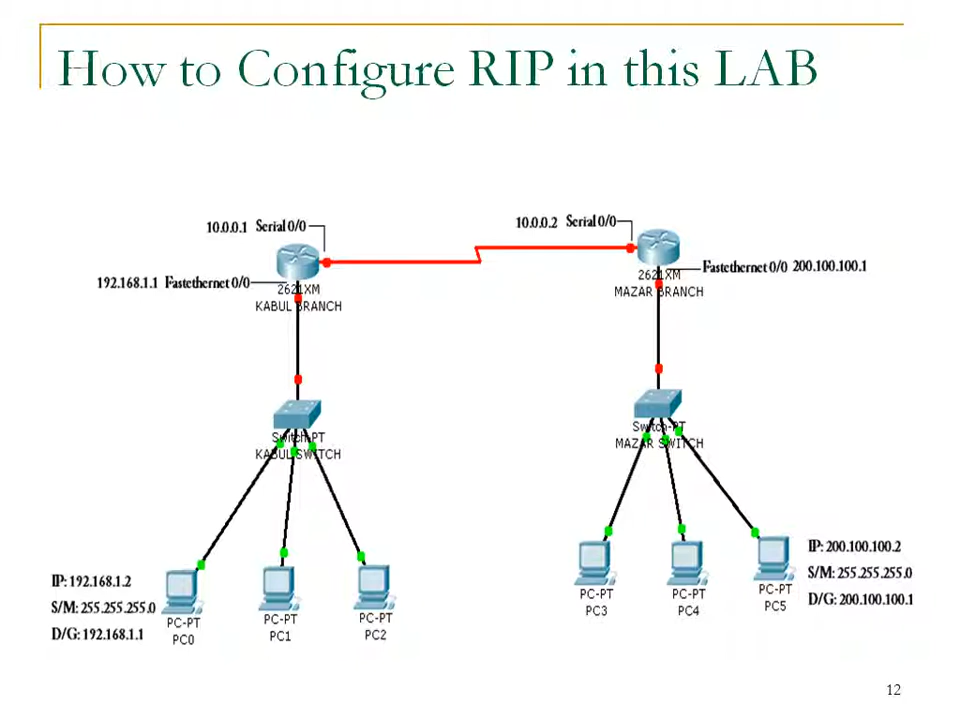 How to Configure RIP in this LAB
10.0.0.1 Serial 0/0
10.0.0.2 Serial 0/0
192.168.1.1 Fastethernet 0/0
Fastethernet 0/0 200.100.100.1
2621XM
KABUL BRANCH
2621XM
MAZAR BRANCH
Switch-PT
KABUL SWITCH
Switch-PT
MAZAR SWITCH
IP: 192.168.1.2
S/M: 255.255.255.0
D/G: 192.168.1.1
PC-PT
PC0
PC-PT
PC1
PC-PT
PC2
PC-PT
PC3
PC-PT
PC4
PC-PT
PC5
IP: 200.100.100.2
S/M: 255.255.255.0
D/G: 200.100.100.1
12